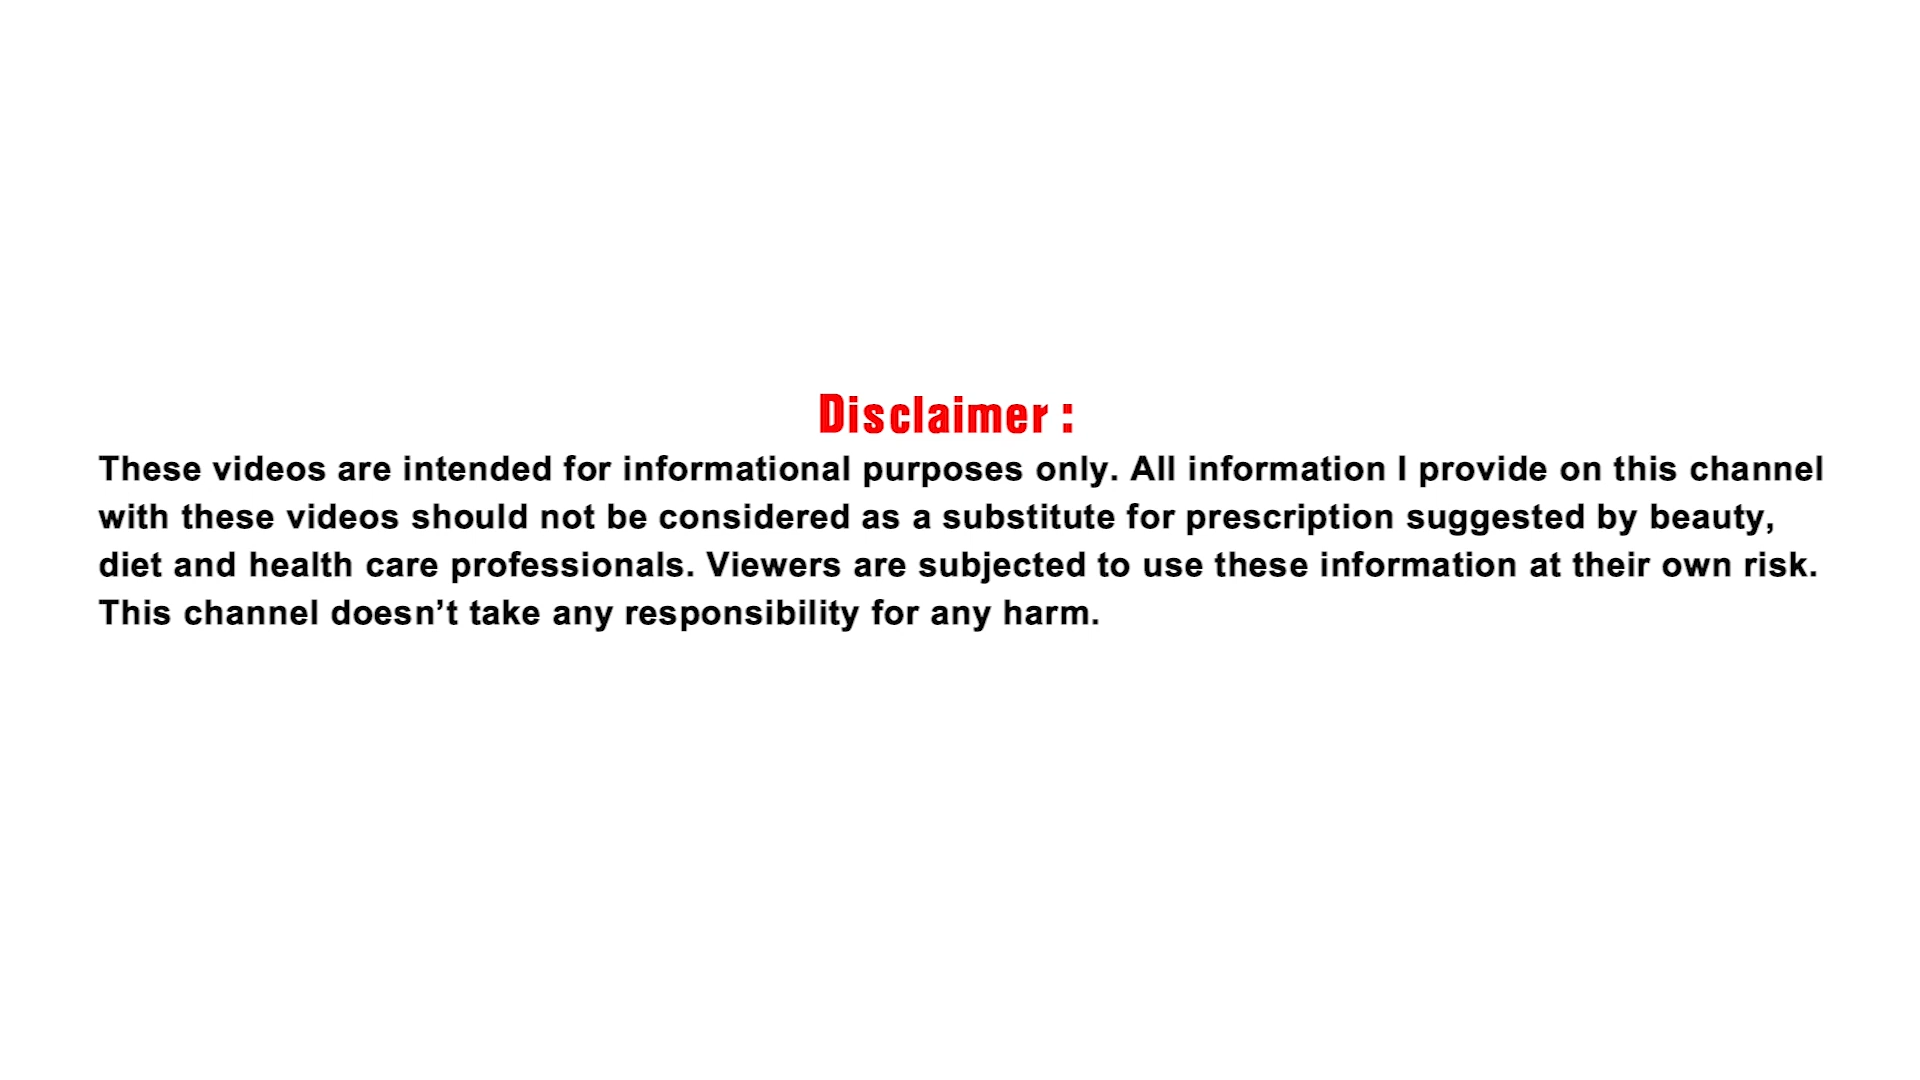 Disclaimer :
These videos are intended for informational purposes only. All information I provide on this channel
with these videos should not be considered as a substitute for prescription suggested by beauty,
diet and health care professionals. Viewers are subjected to use these information at their own risk.
This channel doesn’t take any responsibility for any harm.